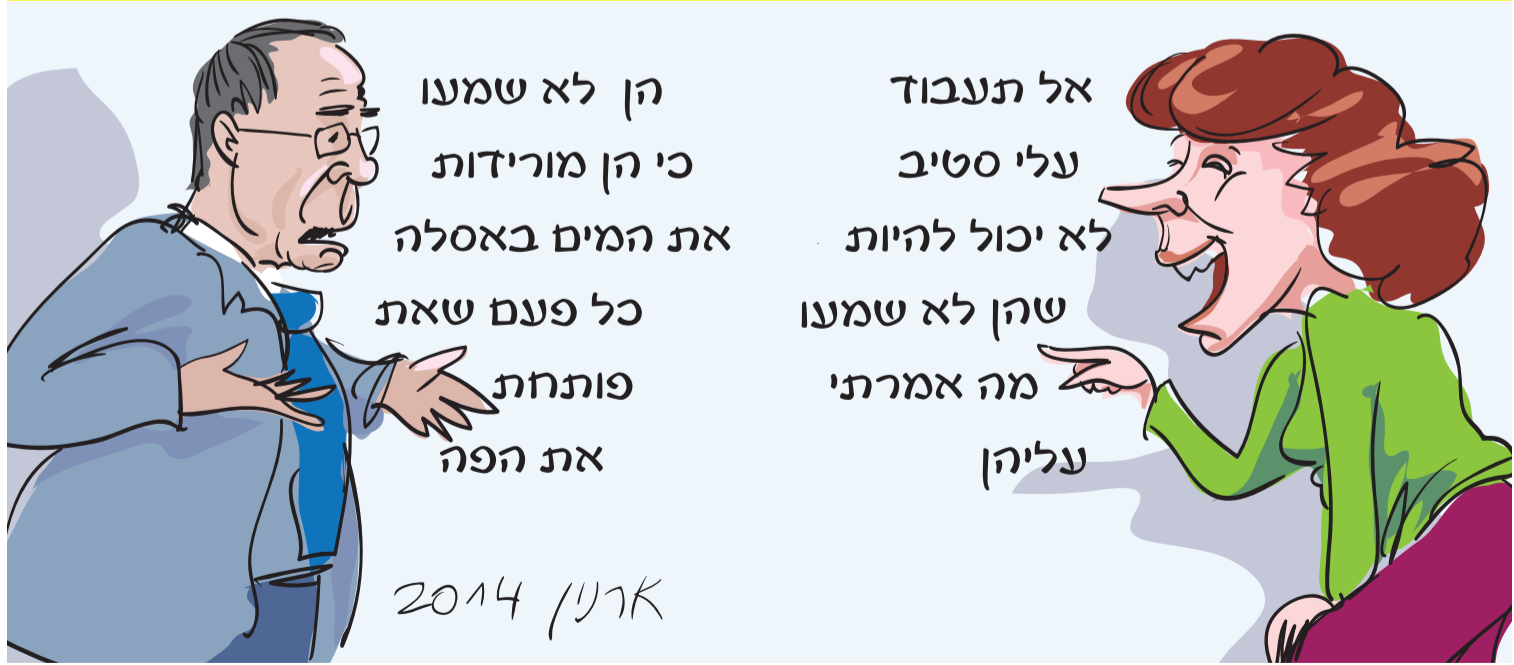 אל תעבוד
עלי סטיב
לא יכול להיות
שהן לא שמעו
מה אמרתי
עליהן
הן לא שמעו
כי הן מורידות
את המים באסלה
כל פעם שאת
פותחת
את הפה
2014